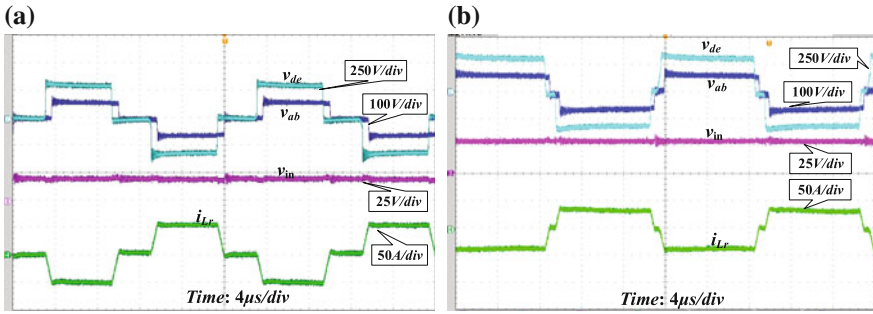 (a)
v_de
250V/div
100V/div
v_ab
v_in
25V/div
i_Lr
50A/div
Time: 4μs/div
(b)
v_de
250V/div
v_ab
100V/div
v_in
25V/div
50A/div
i_Lr
Time: 4μs/div